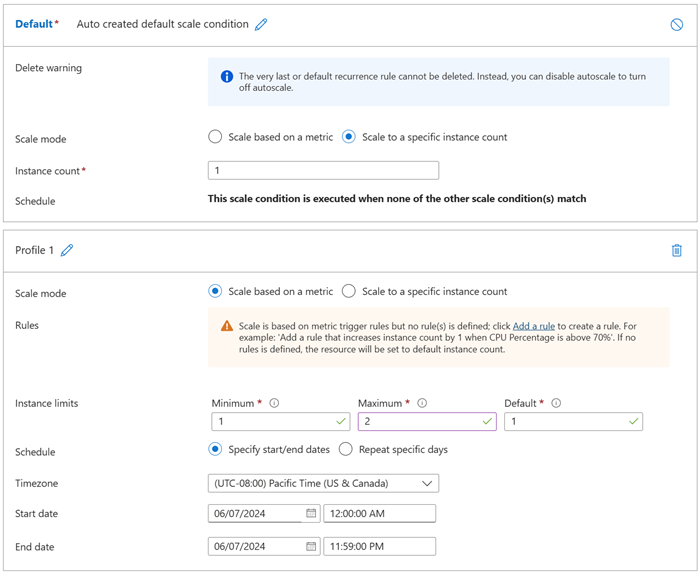 Default* Auto created default scale condition
Delete warning
The very last or default recurrence rule cannot be deleted. Instead, you can disable autoscale to turn
off autoscale.
Scale mode Scale based on a metric Scale to a specific instance count
Instance count* 1
Schedule This scale condition is executed when none of the other scale condition(s) match
Profile 1
Scale mode Scale based on a metric Scale to a specific instance count
Rules
Scale is based on metric trigger rules but no rule(s) is defined; click Add a rule to create a rule. For
example: 'Add a rule that increases instance count by 1 when CPU Percentage is above 70%'. If no
rules is defined, the resource will be set to default instance count.
Instance limits Minimum * Maximum * Default *
1 2 1
Schedule Specify start/end dates Repeat specific days
Timezone (UTC-08:00) Pacific Time (US & Canada)
Start date 06/07/2024 12:00:00 AM
End date 06/07/2024 11:59:00 PM